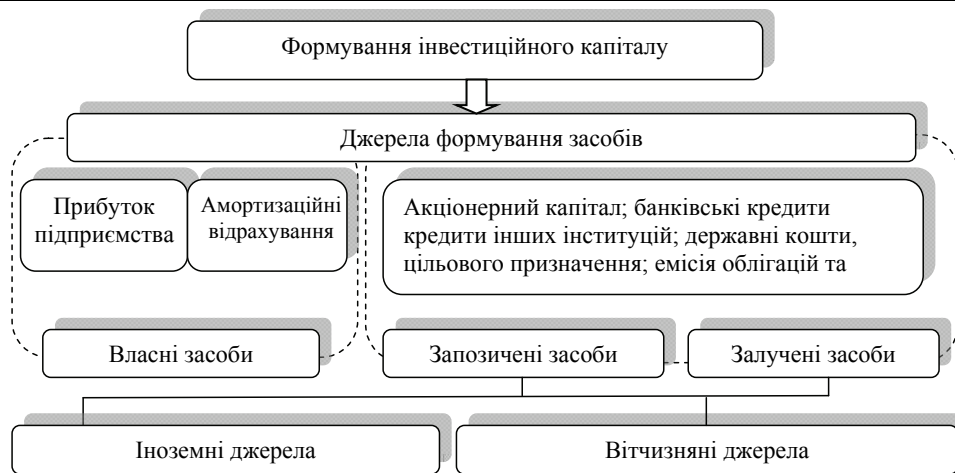 Формування інвестиційного капіталу
Джерела формування засобів
Прибуток
підприємства
Амортизаційні
відрахування
Акціонерний капітал; банківські кредити
кредити інших інституцій; державні кошти,
цільового призначення; емісія облігацій та
Власні засоби
Запозичені засоби
Залучені засоби
Іноземні джерела
Вітчизняні джерела